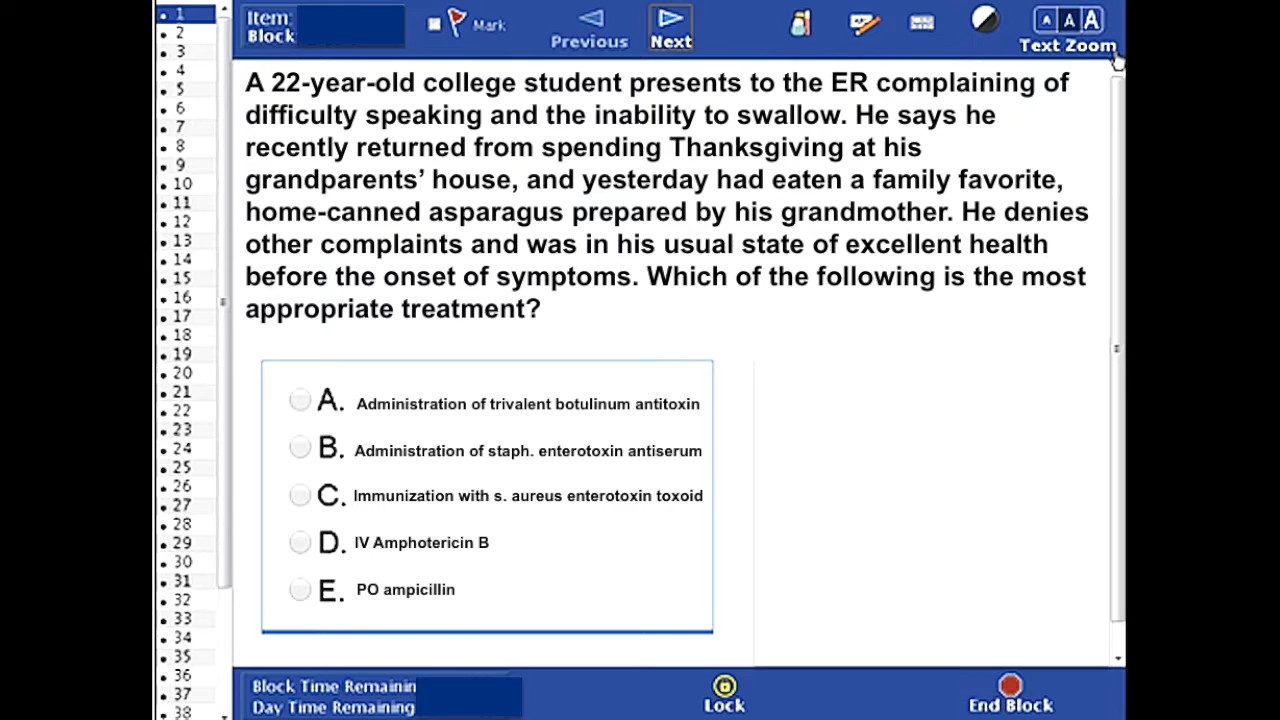 1
2
3
4
5
6
7
8
9
10
11
12
13
14
15
16
17
18
19
20
21
22
23
24
25
26
27
28
29
30
31
32
33
34
35
36
37
38
Item:
Block:
Mark
Previous
Next
A A A
Text Zoom
A 22-year-old college student presents to the ER complaining of
difficulty speaking and the inability to swallow. He says he
recently returned from spending Thanksgiving at his
grandparents’ house, and yesterday had eaten a family favorite,
home-canned asparagus prepared by his grandmother. He denies
other complaints and was in his usual state of excellent health
before the onset of symptoms. Which of the following is the most
appropriate treatment?
A. Administration of trivalent botulinum antitoxin
B. Administration of staph. enterotoxin antiserum
C. Immunization with s. aureus enterotoxin toxoid
D. IV Amphotericin B
E. PO ampicillin
Block Time Remainin
Day Time Remaining
Lock
End Block